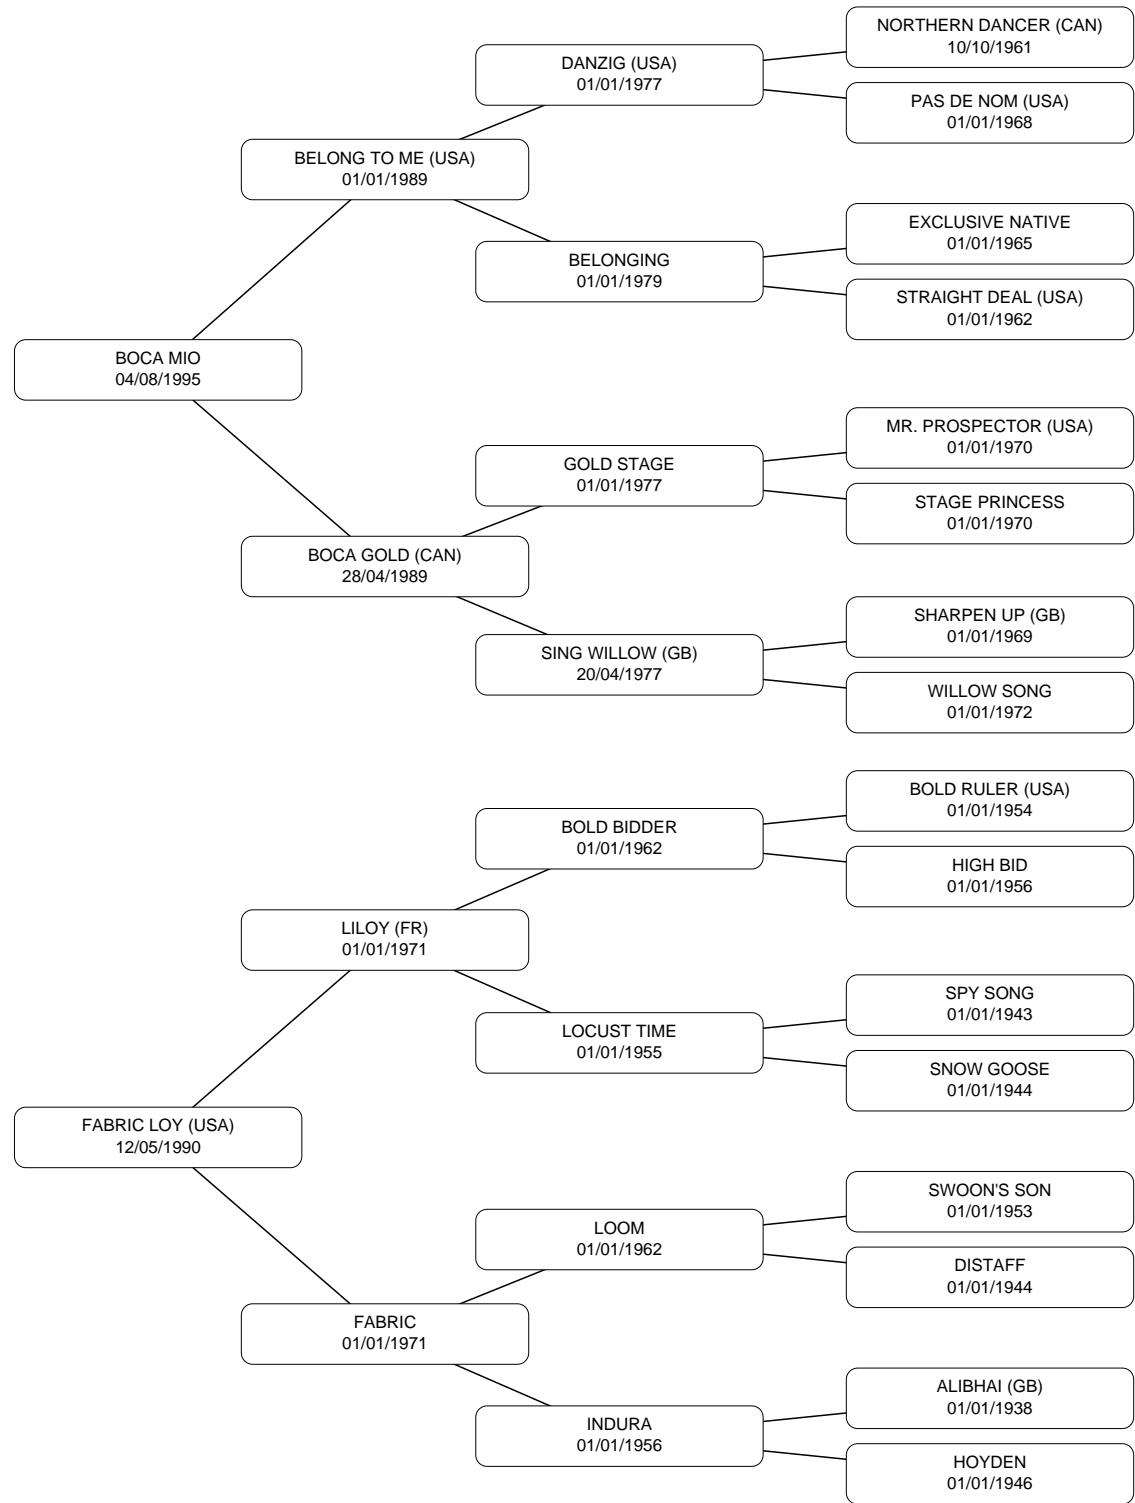 NORTHERN DANCER (CAN)
10/10/1961
DANZIG (USA)
01/01/1977
PAS DE NOM (USA)
01/01/1968
BELONG TO ME (USA)
01/01/1989
EXCLUSIVE NATIVE
01/01/1965
BELONGING
01/01/1979
STRAIGHT DEAL (USA)
01/01/1962
BOCA MIO
04/08/1995
MR. PROSPECTOR (USA)
01/01/1970
GOLD STAGE
01/01/1977
STAGE PRINCESS
01/01/1970
BOCA GOLD (CAN)
28/04/1989
SHARPEN UP (GB)
01/01/1969
SING WILLOW (GB)
20/04/1977
WILLOW SONG
01/01/1972
BOLD RULER (USA)
01/01/1954
BOLD BIDDER
01/01/1962
HIGH BID
01/01/1956
LILOY (FR)
01/01/1971
SPY SONG
01/01/1943
LOCUST TIME
01/01/1955
SNOW GOOSE
01/01/1944
FABRIC LOY (USA)
12/05/1990
SWOON'S SON
01/01/1953
LOOM
01/01/1962
DISTAFF
01/01/1944
FABRIC
01/01/1971
ALIBHAI (GB)
01/01/1938
INDURA
01/01/1956
HOYDEN
01/01/1946